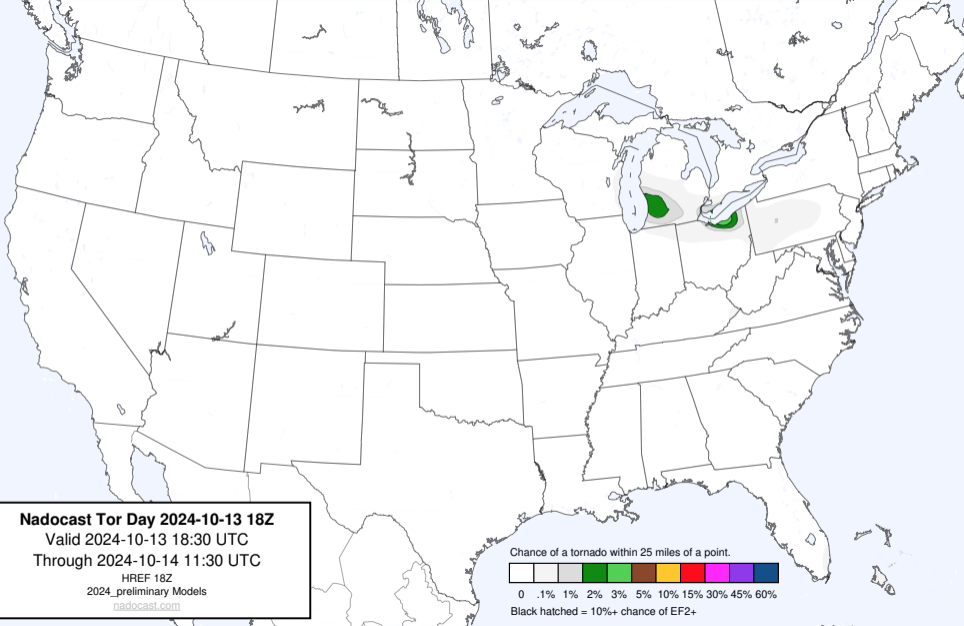 Nadocast Tor Day 2024-10-13 18Z
Valid 2024-10-13 18:30 UTC
Through 2024-10-14 11:30 UTC
HREF 18Z
2024_preliminary Models
nadocast.com
Chance of a tornado within 25 miles of a point.
0 .1% 1% 2% 3% 5% 10% 15% 30% 45% 60%
Black hatched = 10%+ chance of EF2+